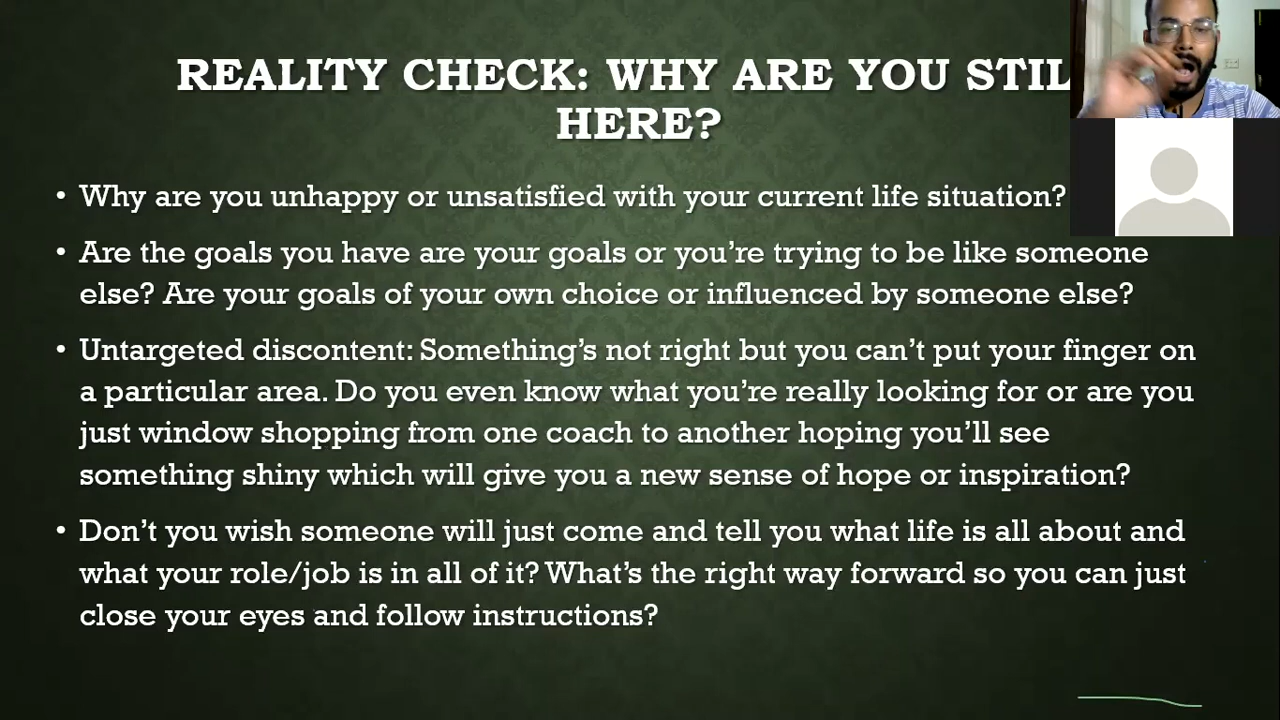 REALITY CHECK: WHY ARE YOU STIL
HERE?
• Why are you unhappy or unsatisfied with your current life situation?
• Are the goals you have are your goals or you’re trying to be like someone
else? Are your goals of your own choice or influenced by someone else?
• Untargeted discontent: Something’s not right but you can’t put your finger on
a particular area. Do you even know what you’re really looking for or are you
just window shopping from one coach to another hoping you’ll see
something shiny which will give you a new sense of hope or inspiration?
• Don’t you wish someone will just come and tell you what life is all about and
what your role/job is in all of it? What’s the right way forward so you can just
close your eyes and follow instructions?